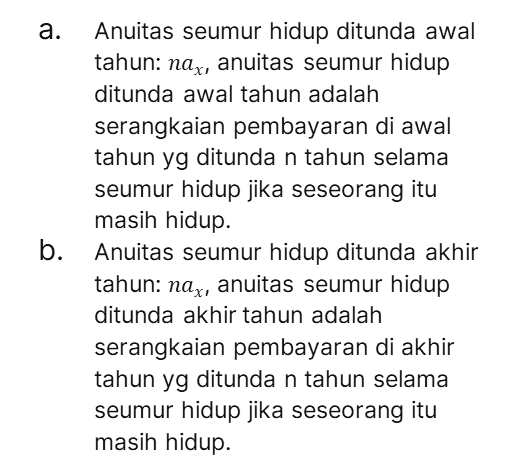 a. Anuitas seumur hidup ditunda awal
tahun: naₓ, anuitas seumur hidup
ditunda awal tahun adalah
serangkaian pembayaran di awal
tahun yg ditunda n tahun selama
seumur hidup jika seseorang itu
masih hidup.
b. Anuitas seumur hidup ditunda akhir
tahun: naₓ, anuitas seumur hidup
ditunda akhir tahun adalah
serangkaian pembayaran di akhir
tahun yg ditunda n tahun selama
seumur hidup jika seseorang itu
masih hidup.